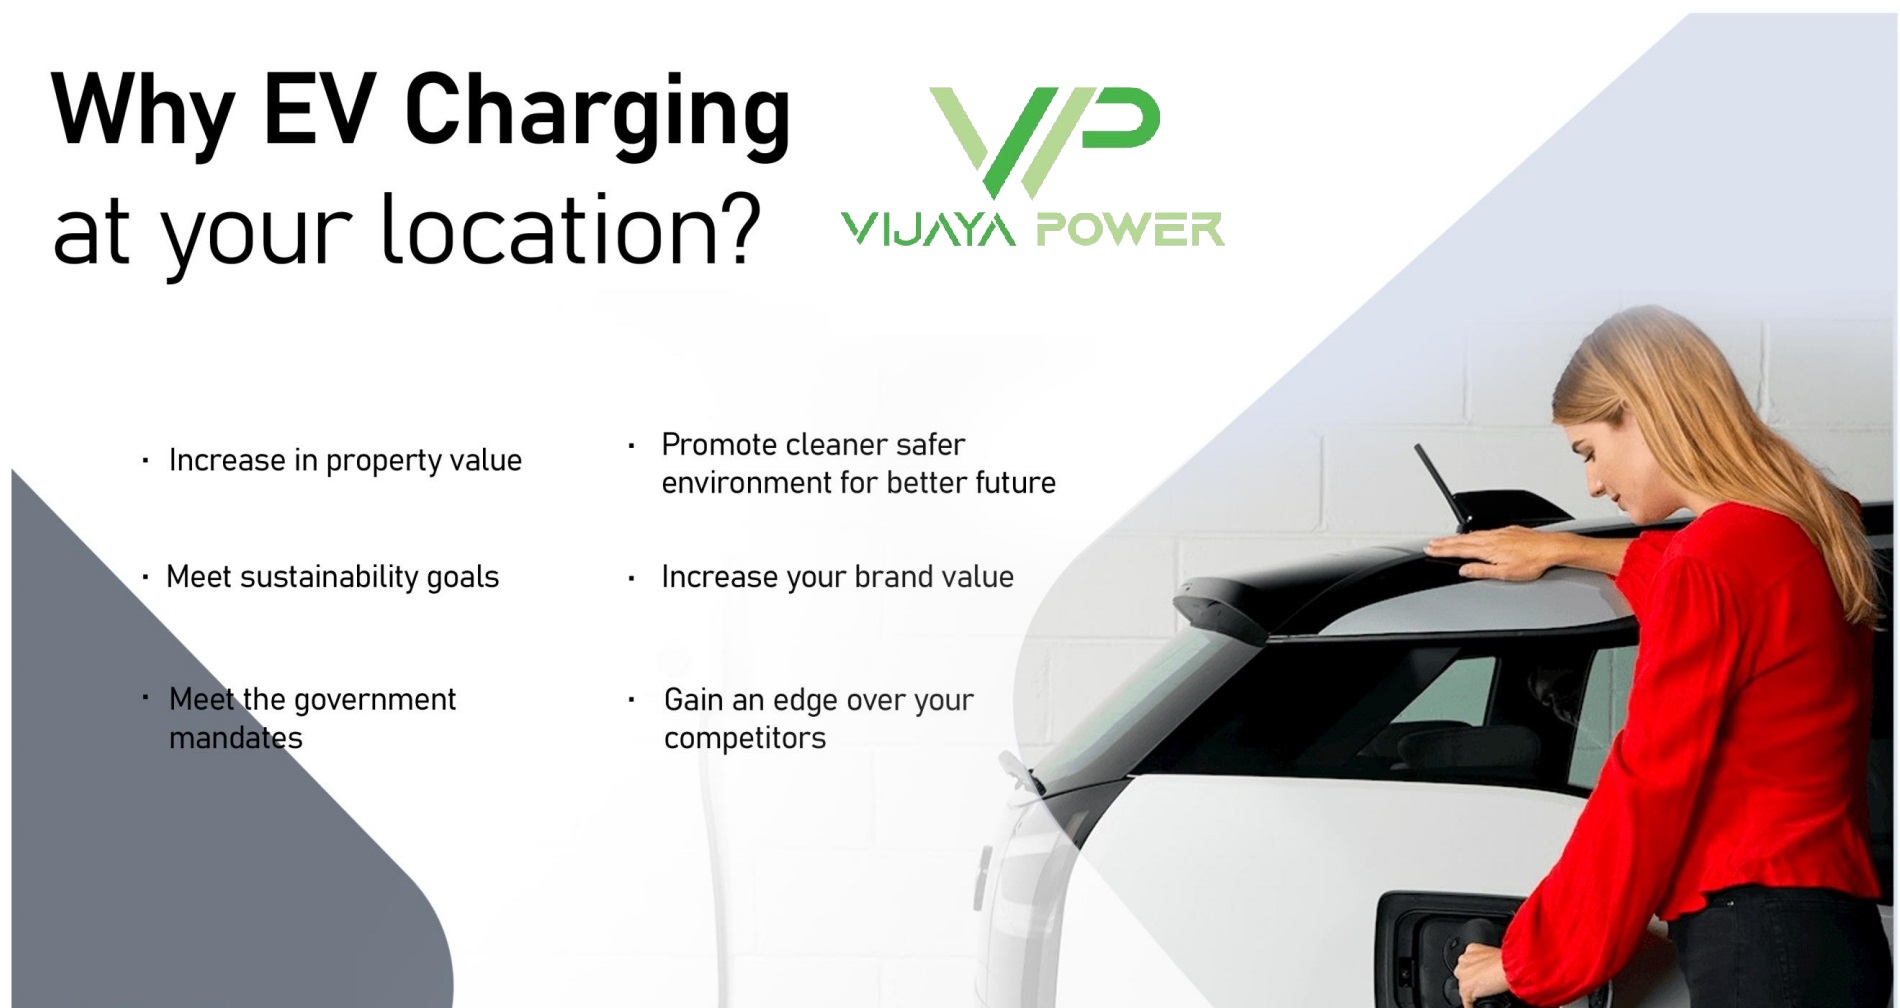 Why EV Charging
at your location?
VP
VIJAYA POWER
· Increase in property value
· Meet sustainability goals
· Meet the government
mandates
· Promote cleaner safer
environment for better future
· Increase your brand value
· Gain an edge over your
competitors